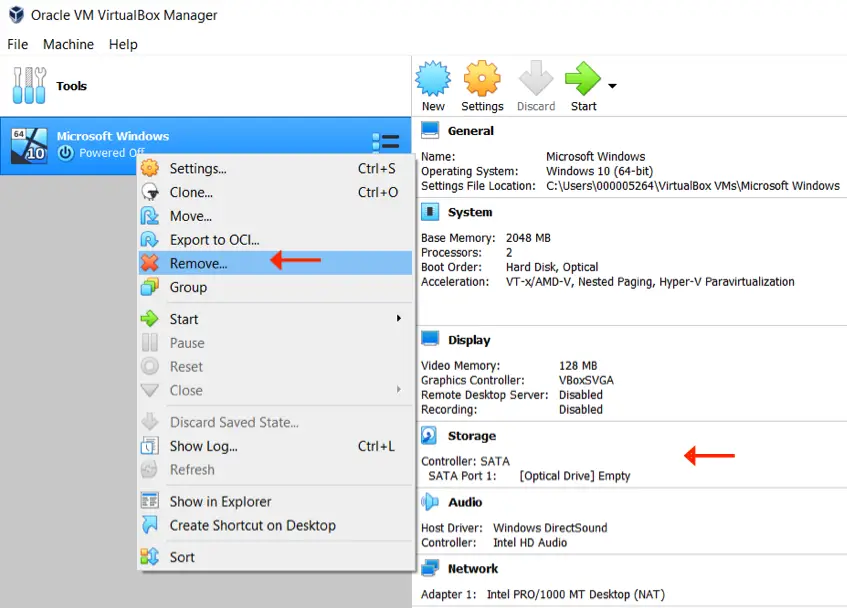 Oracle VM VirtualBox Manager
File Machine Help
Tools
New Settings Discard Start
64
10
Microsoft Windows
Powered Off
Settings... Ctrl+S
Clone... Ctrl+O
Move...
Export to OCI...
Remove...
Group
Start
Pause
Reset
Close
Discard Saved State...
Show Log... Ctrl+L
Refresh
Show in Explorer
Create Shortcut on Desktop
Sort
General
Name: Microsoft Windows
Operating System: Windows 10 (64-bit)
Settings File Location: C:\Users\000005264\VirtualBox VMs\Microsoft Windows
System
Base Memory: 2048 MB
Processors: 2
Boot Order: Hard Disk, Optical
Acceleration: VT-x/AMD-V, Nested Paging, Hyper-V Paravirtualization
Display
Video Memory: 128 MB
Graphics Controller: VBoxSVGA
Remote Desktop Server: Disabled
Recording: Disabled
Storage
Controller: SATA
SATA Port 1: [Optical Drive] Empty
Audio
Host Driver: Windows DirectSound
Controller: Intel HD Audio
Network
Adapter 1: Intel PRO/1000 MT Desktop (NAT)